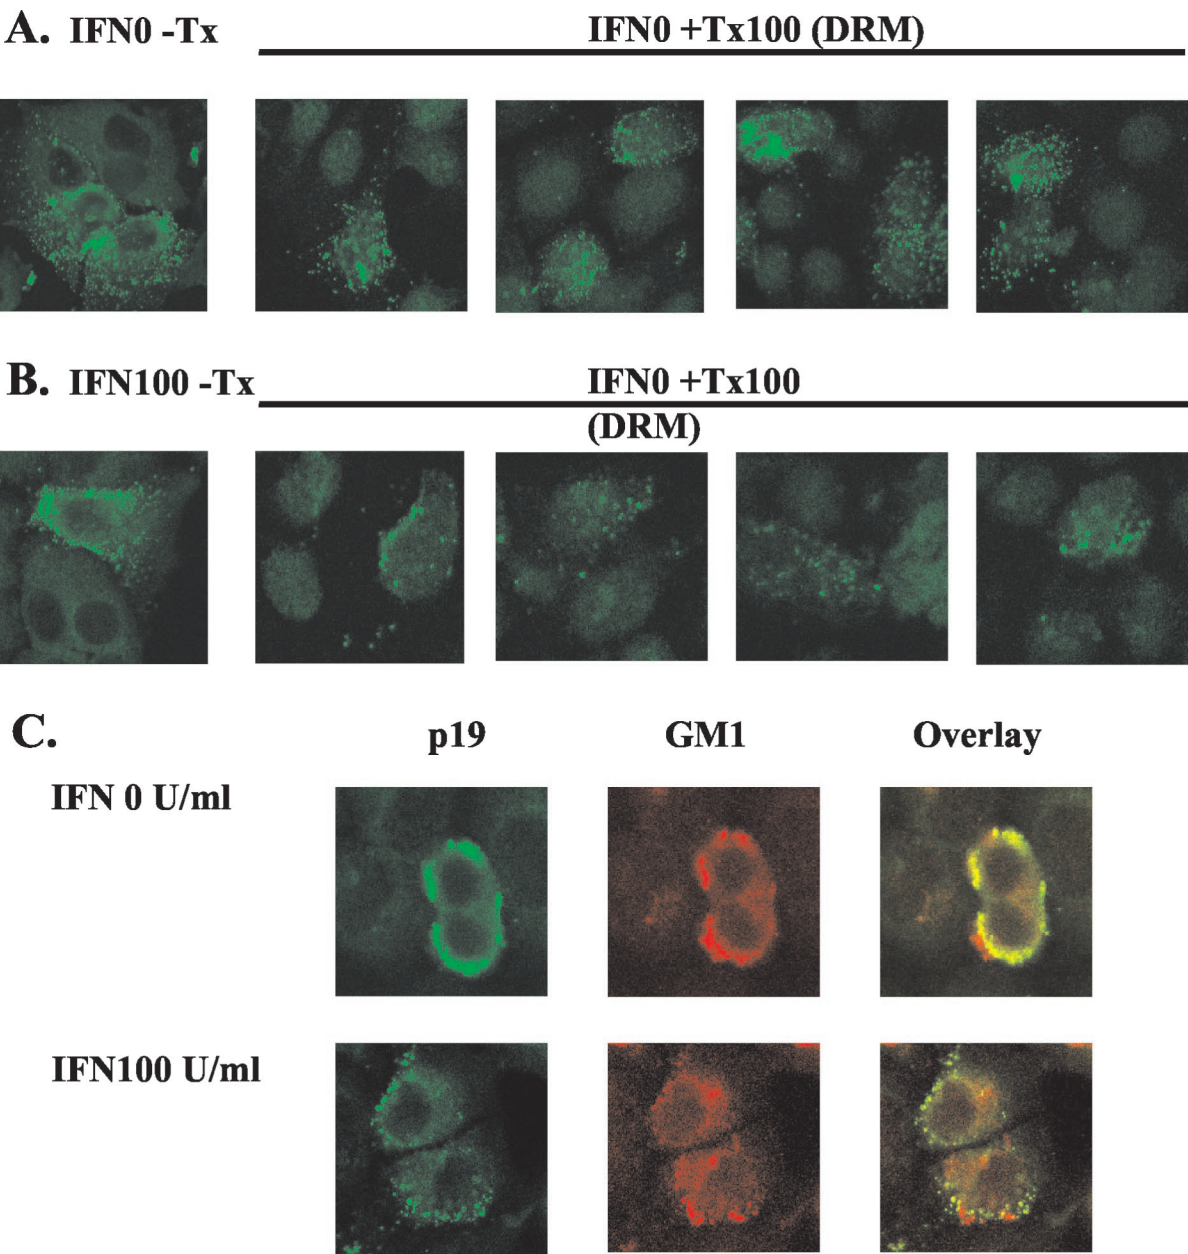 A. IFN0 -Tx IFN0 +Tx100 (DRM)
B. IFN100 -Tx IFN0 +Tx100
(DRM)
C. p19 GM1 Overlay
IFN 0 U/ml
IFN100 U/ml